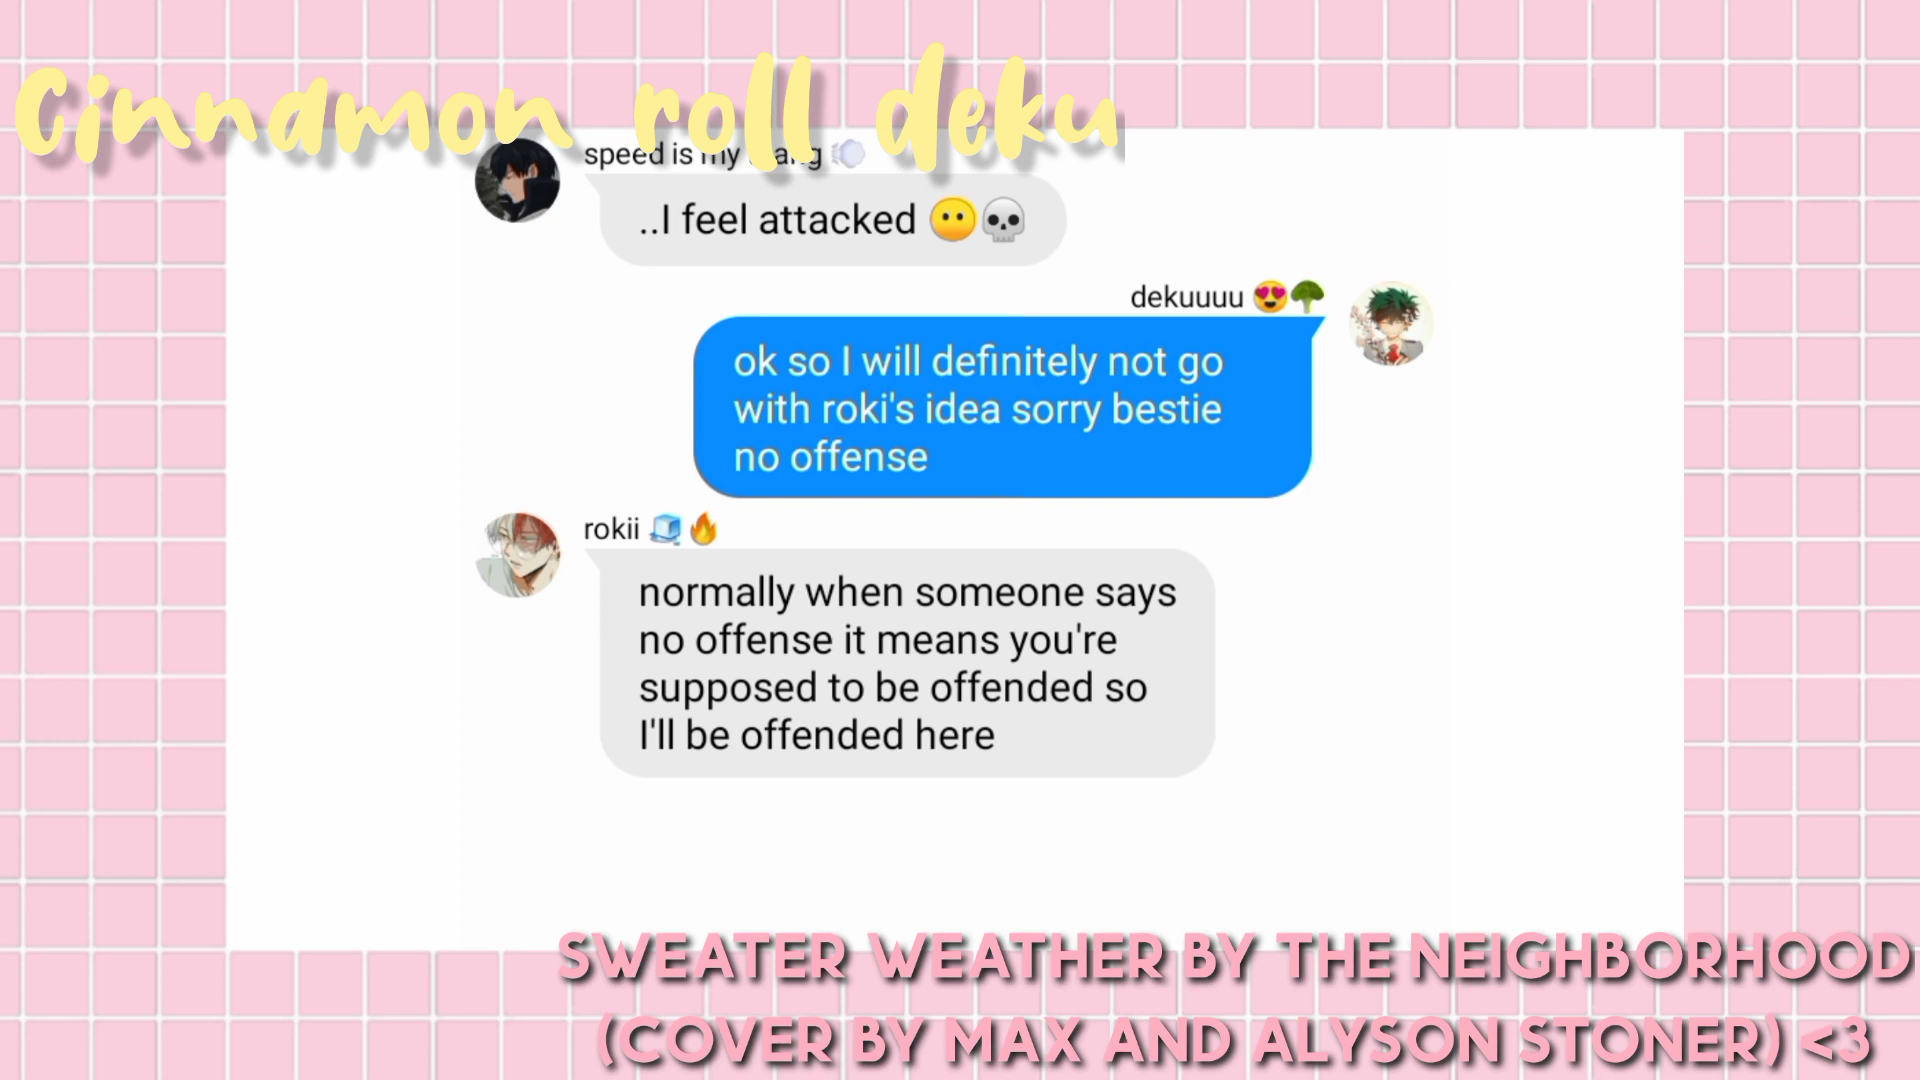 Cinnamon roll deku
speed is my
..I feel attacked 😶💀
dekuuuu 😍🥦
ok so I will definitely not go
with roki's idea sorry bestie
no offense
rokii 🧊🔥
normally when someone says
no offense it means you're
supposed to be offended so
I'll be offended here
SWEATER WEATHER BY THE NEIGHBORHOOD
(COVER BY MAX AND ALYSON STONER) <3